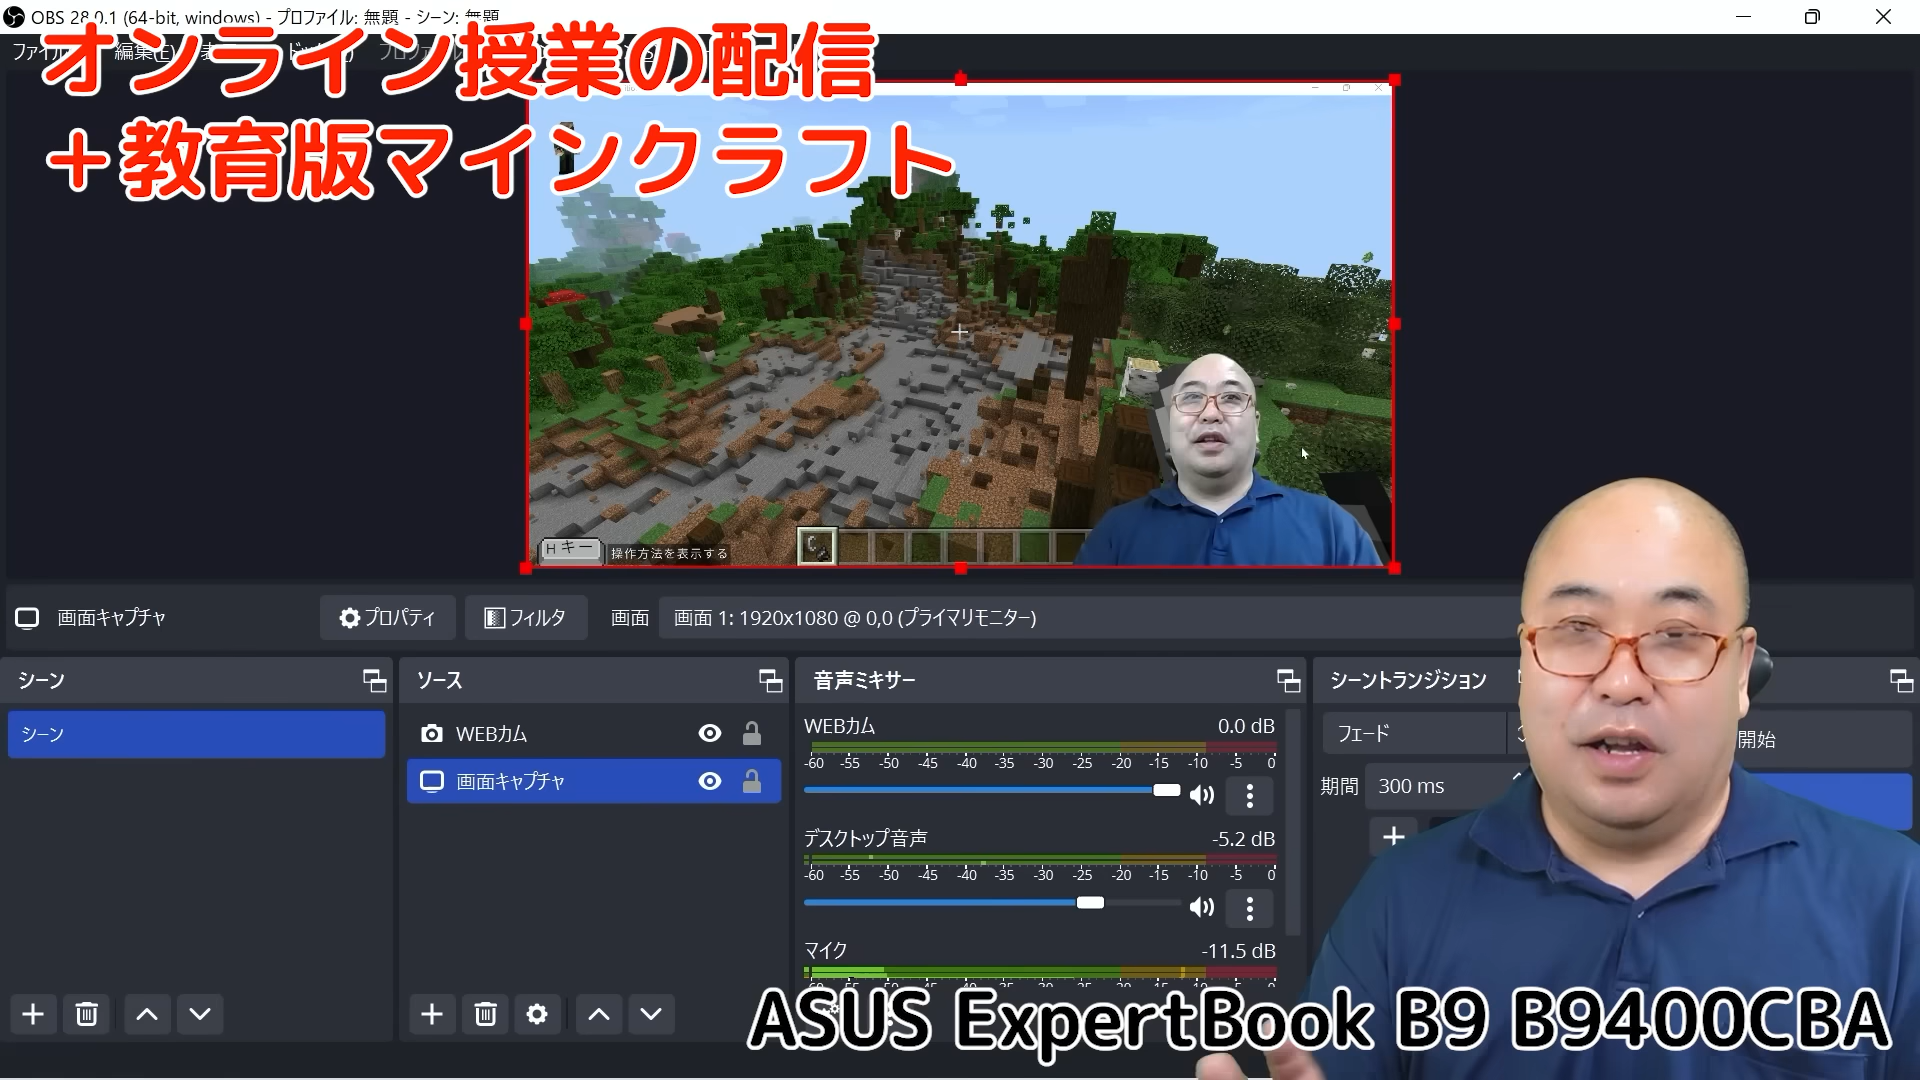 OBS 28.0.1 (64-bit, windows) - プロファイル: 無題 - シーン: 無題
オンライン授業の配信
＋教育版マインクラフト
Hキー
操作方法を表示する
画面キャプチャ
プロパティ
フィルタ
画面
画面 1: 1920x1080 @ 0,0 (プライマリモニター)
シーン
ソース
音声ミキサー
シーントランジション
シーン
WEBカム
画面キャプチャ
WEBカム
0.0 dB
-60 -55 -50 -45 -40 -35 -30 -25 -20 -15 -10 -5 0
デスクトップ音声
-5.2 dB
-60 -55 -50 -45 -40 -35 -30 -25 -20 -15 -10 -5 0
マイク
-11.5 dB
フェード
期間
300 ms
開始
ASUS ExpertBook B9 B9400CBA